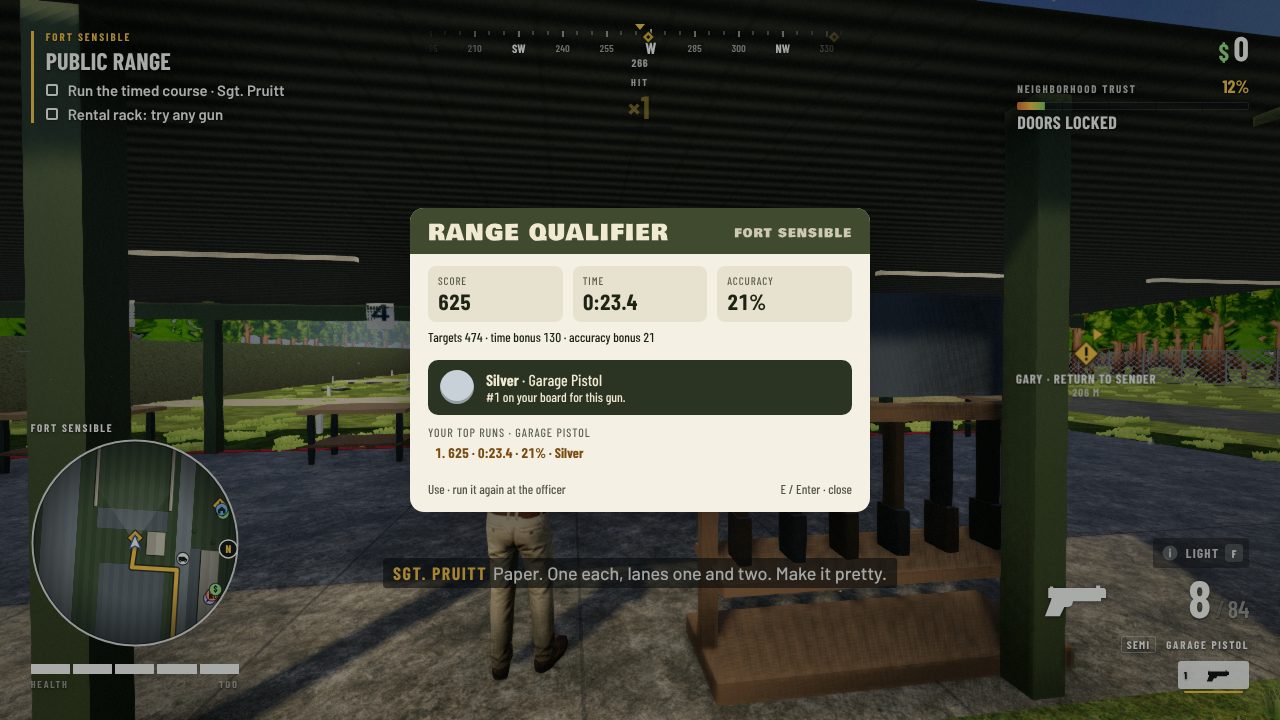 FORT SENSIBLE
PUBLIC RANGE
Run the timed course · Sgt. Pruitt
Rental rack: try any gun
210 SW 240 255 W 285 300 NW 330
266
HIT
×1
$ 0
NEIGHBORHOOD TRUST 12%
DOORS LOCKED
RANGE QUALIFIER FORT SENSIBLE
SCORE TIME ACCURACY
625 0:23.4 21%
Targets 474 · time bonus 130 · accuracy bonus 21
Silver · Garage Pistol
#1 on your board for this gun.
YOUR TOP RUNS · GARAGE PISTOL
1. 625 · 0:23.4 · 21% · Silver
Use · run it again at the officer E / Enter · close
4
GARY · RETURN TO SENDER
206 M
FORT SENSIBLE
N
$
SGT. PRUITT Paper. One each, lanes one and two. Make it pretty.
LIGHT F
8 / 84
SEMI GARAGE PISTOL
1
HEALTH 100